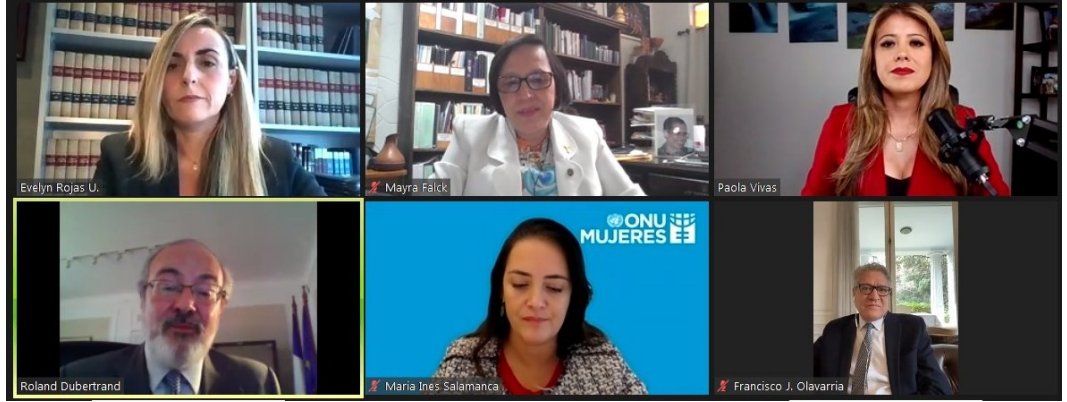 Evelyn Rojas U.
Mayra Falck
Paola Vivas
ONU
MUJERES
Roland Dubertrand
Maria Ines Salamanca
Francisco J. Olavarria